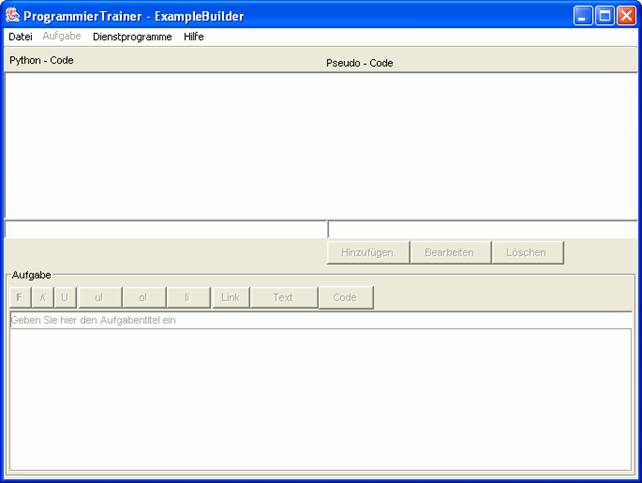 ProgrammierTrainer - ExampleBuilder
Datei Aufgabe Dienstprogramme Hilfe
Python - Code Pseudo - Code
Hinzufügen Bearbeiten Löschen
Aufgabe
F K U ul ol li Link Text Code
Geben Sie hier den Aufgabentitel ein